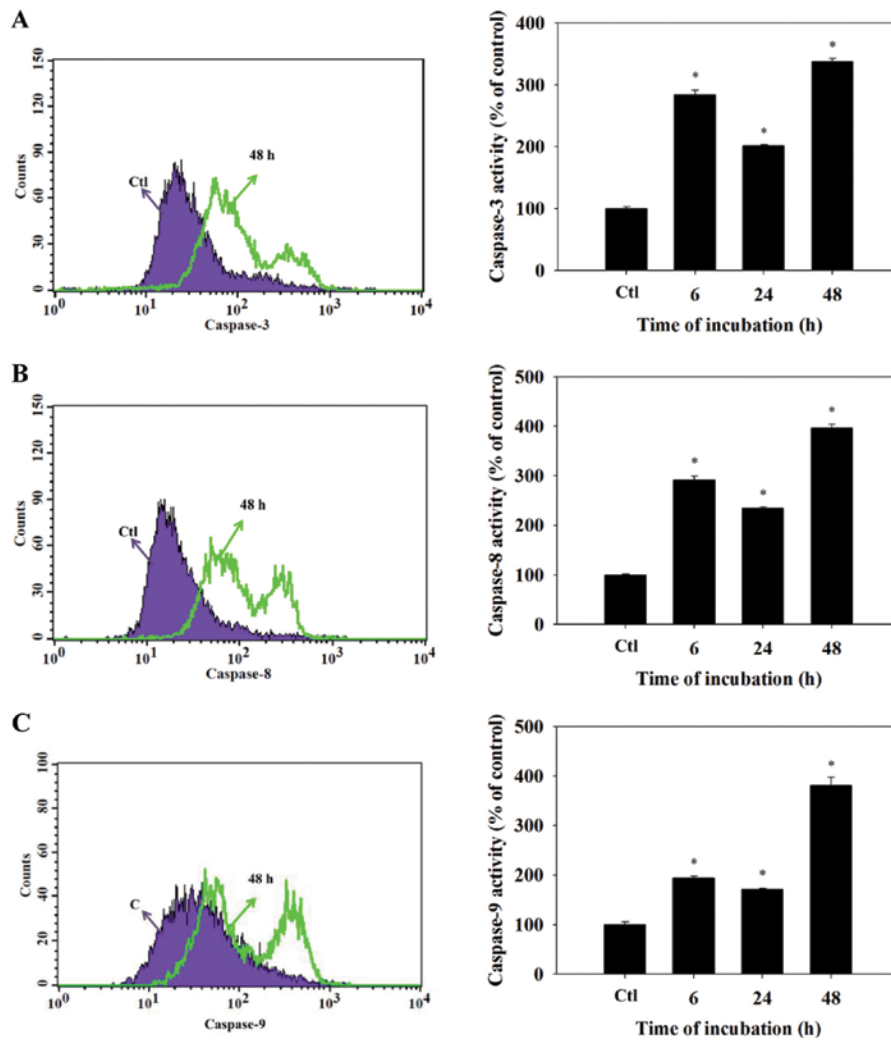 A
150
120
90
60
30
0
Counts
Ctl
48 h
10^0
10^1
10^2
10^3
10^4
Caspase-3
400
300
200
100
0
Caspase-3 activity (% of control)
*
*
*
Ctl
6
24
48
Time of incubation (h)
B
150
120
90
60
30
0
Counts
Ctl
48 h
10^0
10^1
10^2
10^3
10^4
Caspase-8
500
400
300
200
100
0
Caspase-8 activity (% of control)
*
*
*
Ctl
6
24
48
Time of incubation (h)
C
100
80
60
40
20
0
Counts
C
48 h
10^0
10^1
10^2
10^3
10^4
Caspase-9
500
400
300
200
100
0
Caspase-9 activity (% of control)
*
*
*
Ctl
6
24
48
Time of incubation (h)